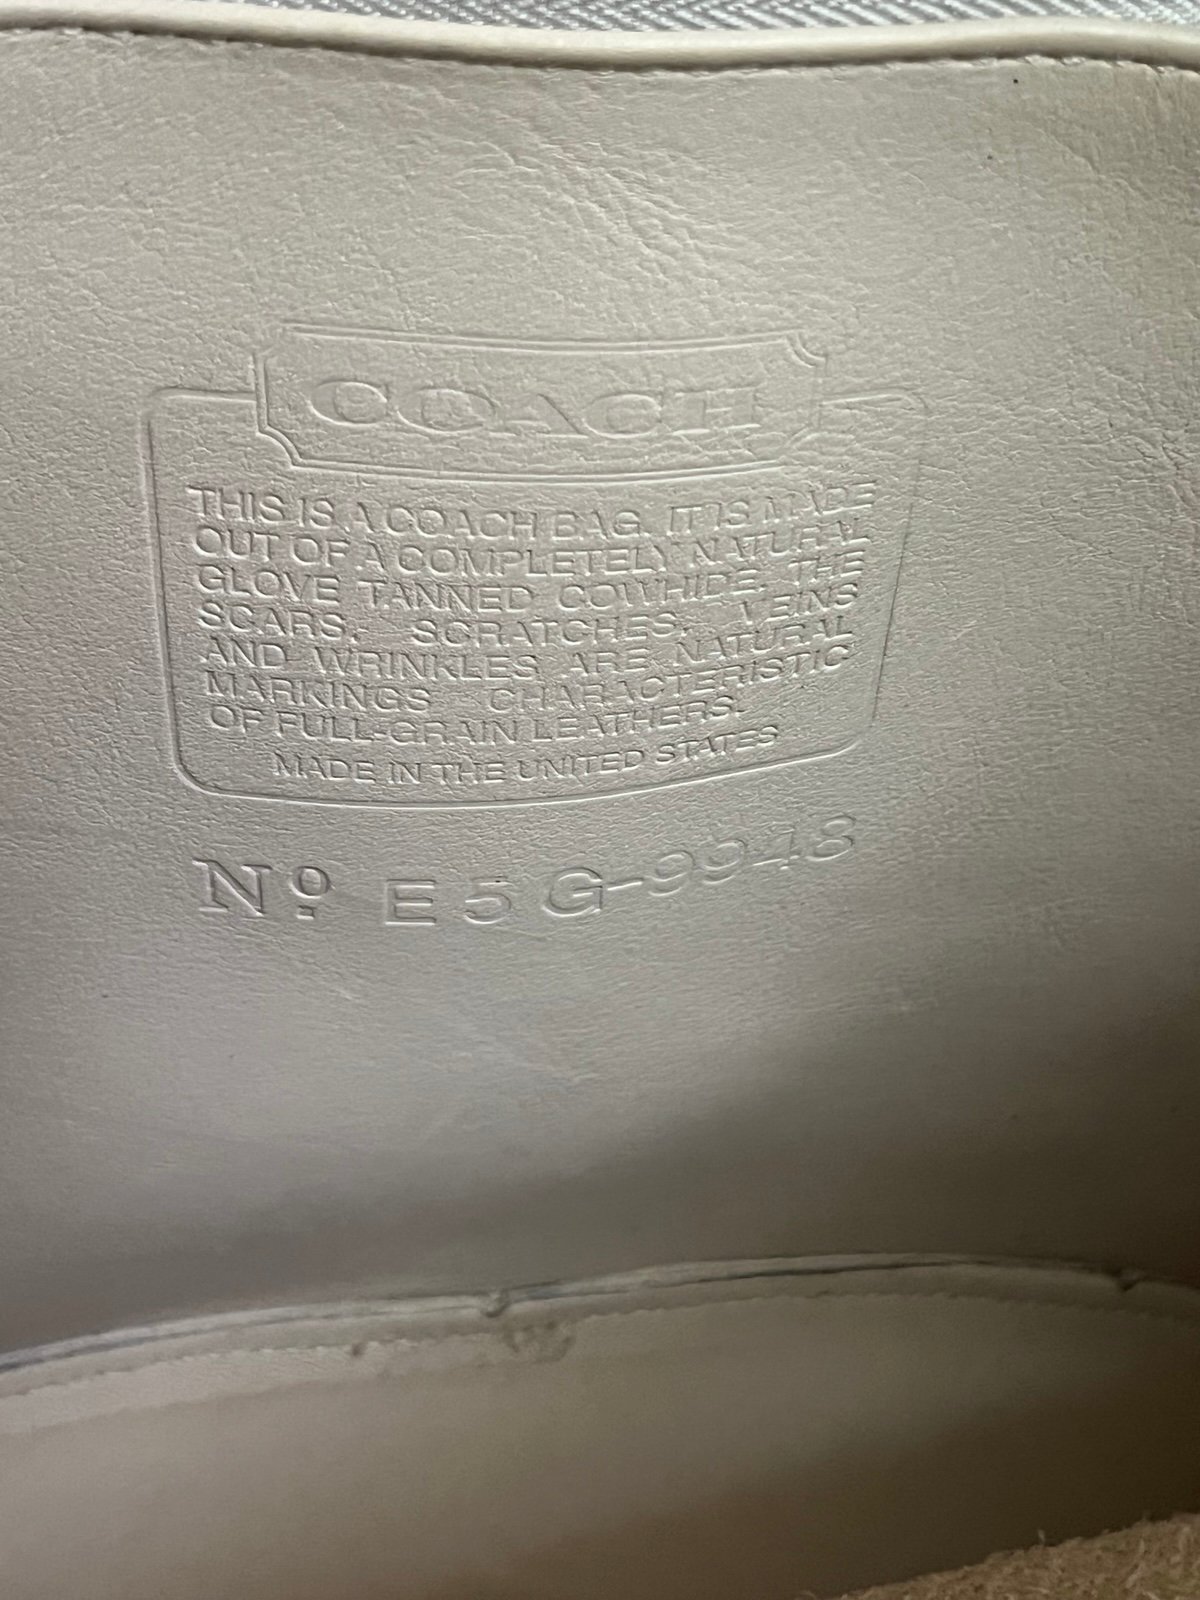 COACH
THIS IS A COACH BAG. IT IS MADE
OUT OF A COMPLETELY NATURAL
GLOVE TANNED COWHIDE. THE
SCARS, SCRATCHES, VEINS
AND WRINKLES ARE NATURAL
MARKINGS CHARACTERISTIC
OF FULL-GRAIN LEATHERS.
MADE IN THE UNITED STATES
Nº E5G-9948